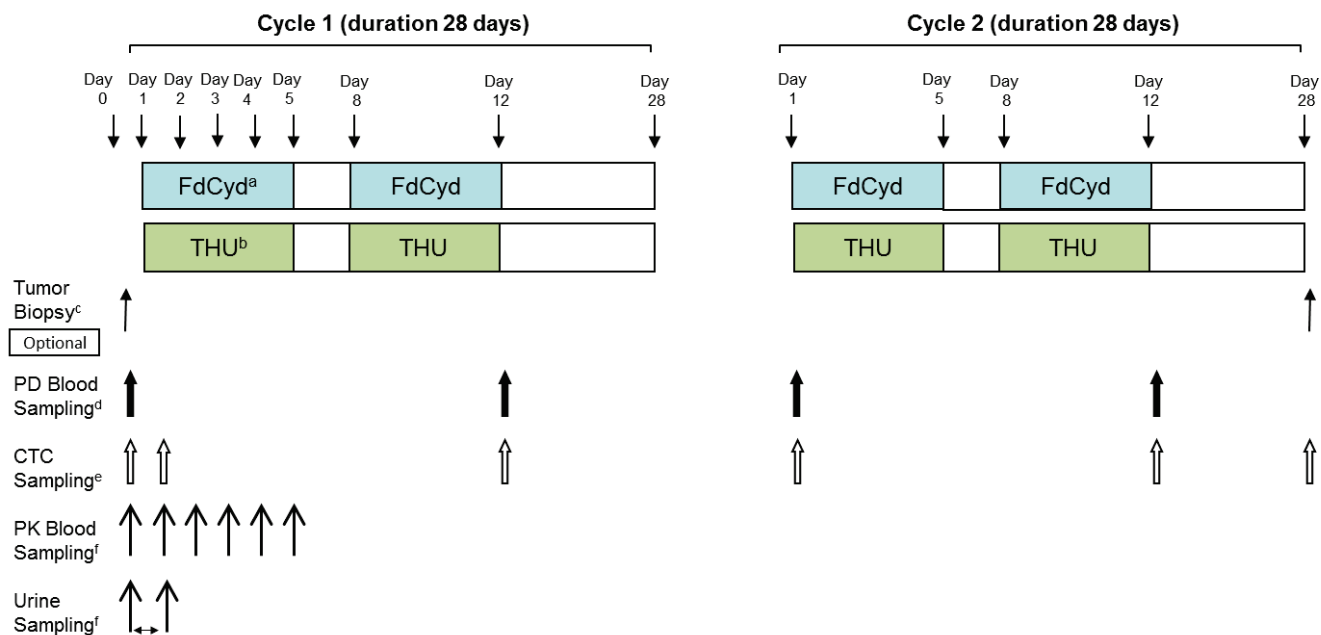 Cycle 1 (duration 28 days)
Cycle 2 (duration 28 days)
Day 0
Day 1
Day 2
Day 3
Day 4
Day 5
Day 8
Day 12
Day 28
Day 1
Day 5
Day 8
Day 12
Day 28
FdCydᵃ
FdCyd
FdCyd
FdCyd
THUᵇ
THU
THU
THU
Tumor
Biopsyᶜ
Optional
PD Blood
Samplingᵈ
CTC
Samplingᵉ
PK Blood
Samplingᶠ
Urine
Samplingᶠ